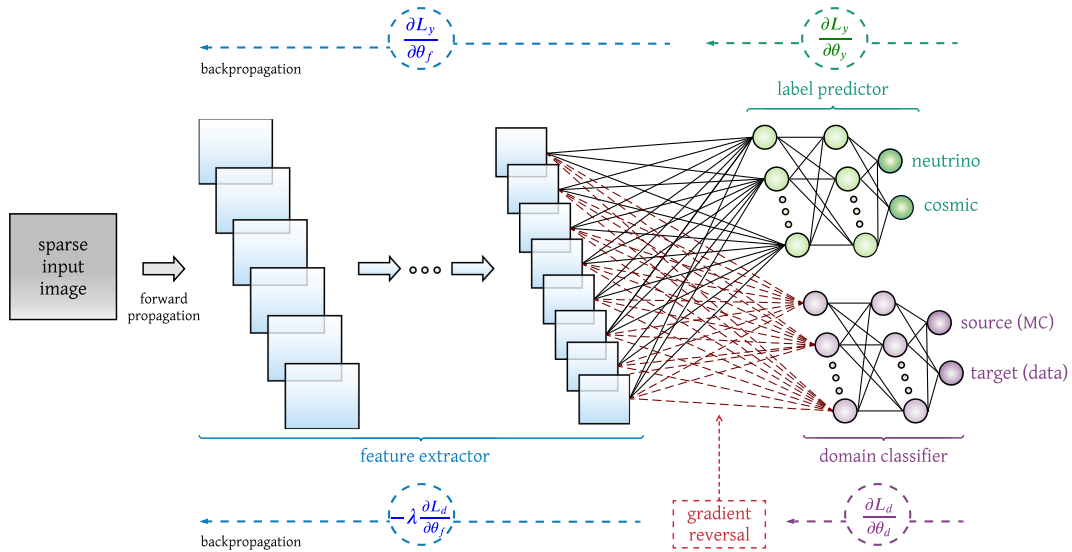 ∂L_y
∂θ_f
∂L_y
∂θ_y
backpropagation
label predictor
neutrino
cosmic
sparse
input
image
forward
propagation
source (MC)
target (data)
feature extractor
domain classifier
−λ ∂L_d
∂θ_f
gradient
reversal
∂L_d
∂θ_d
backpropagation